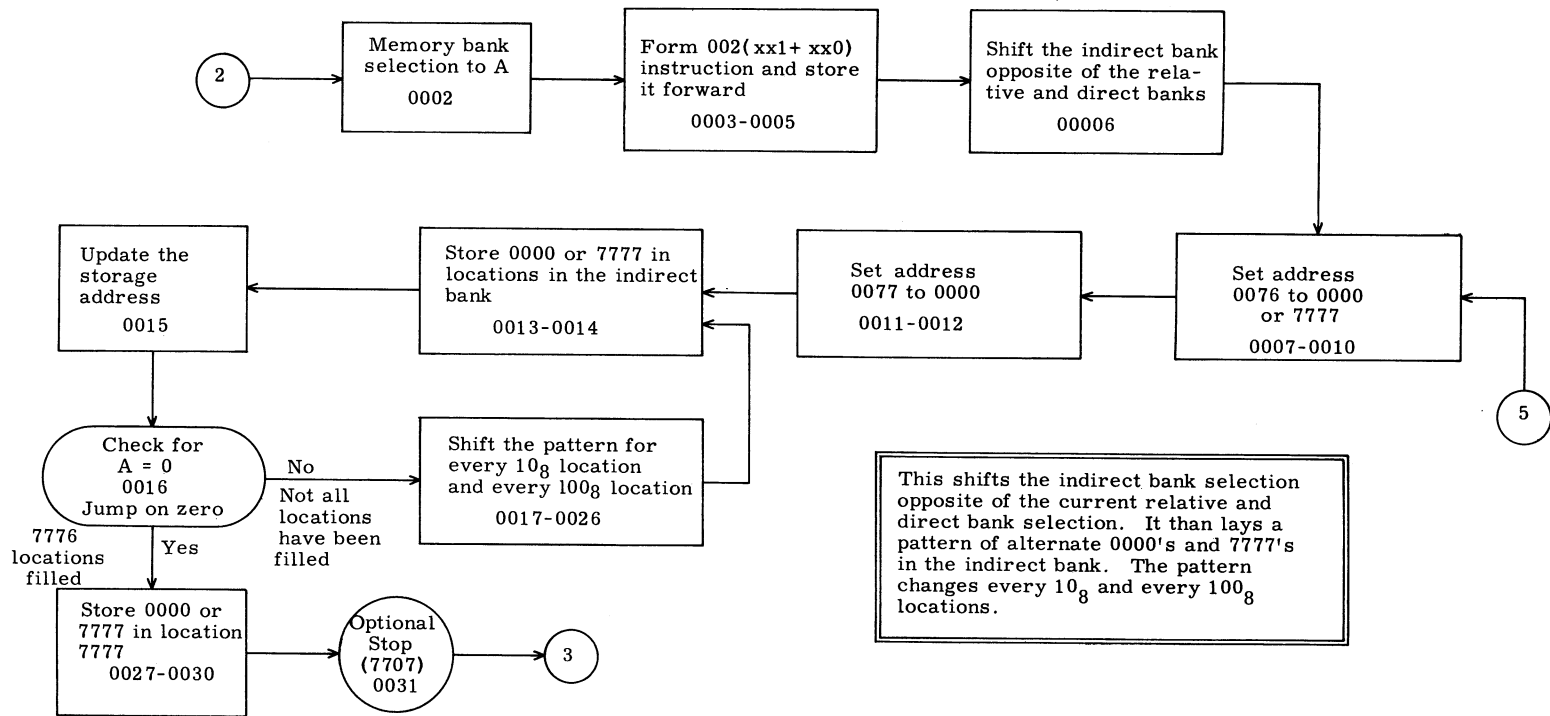 2
Memory bank
selection to A
0002
Form 002(xx1+ xx0)
instruction and store
it forward
0003-0005
Shift the indirect bank
opposite of the rela-
tive and direct banks
00006
Set address
0076 to 0000
or 7777
0007-0010
5
Set address
0077 to 0000
0011-0012
Store 0000 or 7777 in
locations in the indirect
bank
0013-0014
Update the
storage
address
0015
Check for
A = 0
0016
Jump on zero
No
Not all
locations
have been
filled
Shift the pattern for
every 10₈ location
and every 100₈ location
0017-0026
7776
locations
filled
Yes
Store 0000 or
7777 in location
7777
0027-0030
Optional
Stop
(7707)
0031
3
This shifts the indirect bank selection
opposite of the current relative and
direct bank selection. It than lays a
pattern of alternate 0000's and 7777's
in the indirect bank. The pattern
changes every 10₈ and every 100₈
locations.